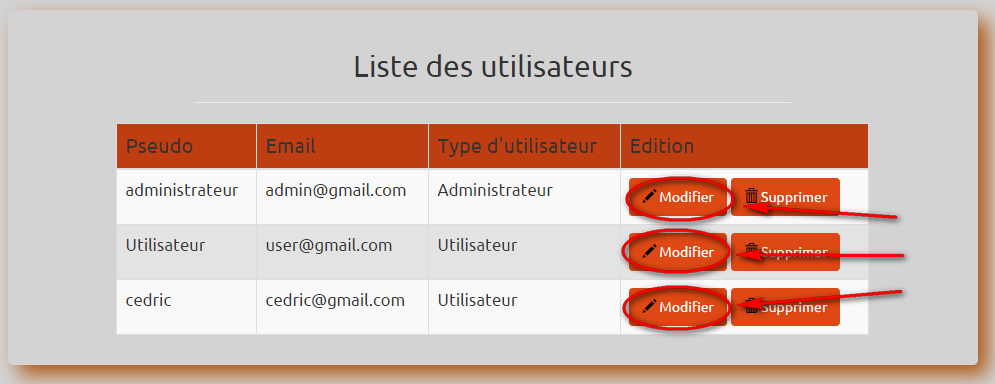 Liste des utilisateurs
Pseudo Email Type d'utilisateur Edition
administrateur admin@gmail.com Administrateur Modifier Supprimer
Utilisateur user@gmail.com Utilisateur Modifier Supprimer
cedric cedric@gmail.com Utilisateur Modifier Supprimer